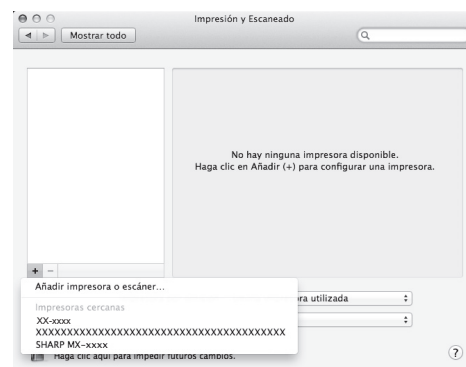 Impresión y Escaneado
Mostrar todo
No hay ninguna impresora disponible.
Haga clic en Añadir (+) para configurar una impresora.
+ −
Añadir impresora o escáner...
Impresoras cercanas
XX-xxxx
XXXXXXXXXXXXXXXXXXXXXXXXXXXXXXXXXXXXXXXX
SHARP MX-xxxx
utilizada
Haga clic aquí para impedir futuros cambios.
?